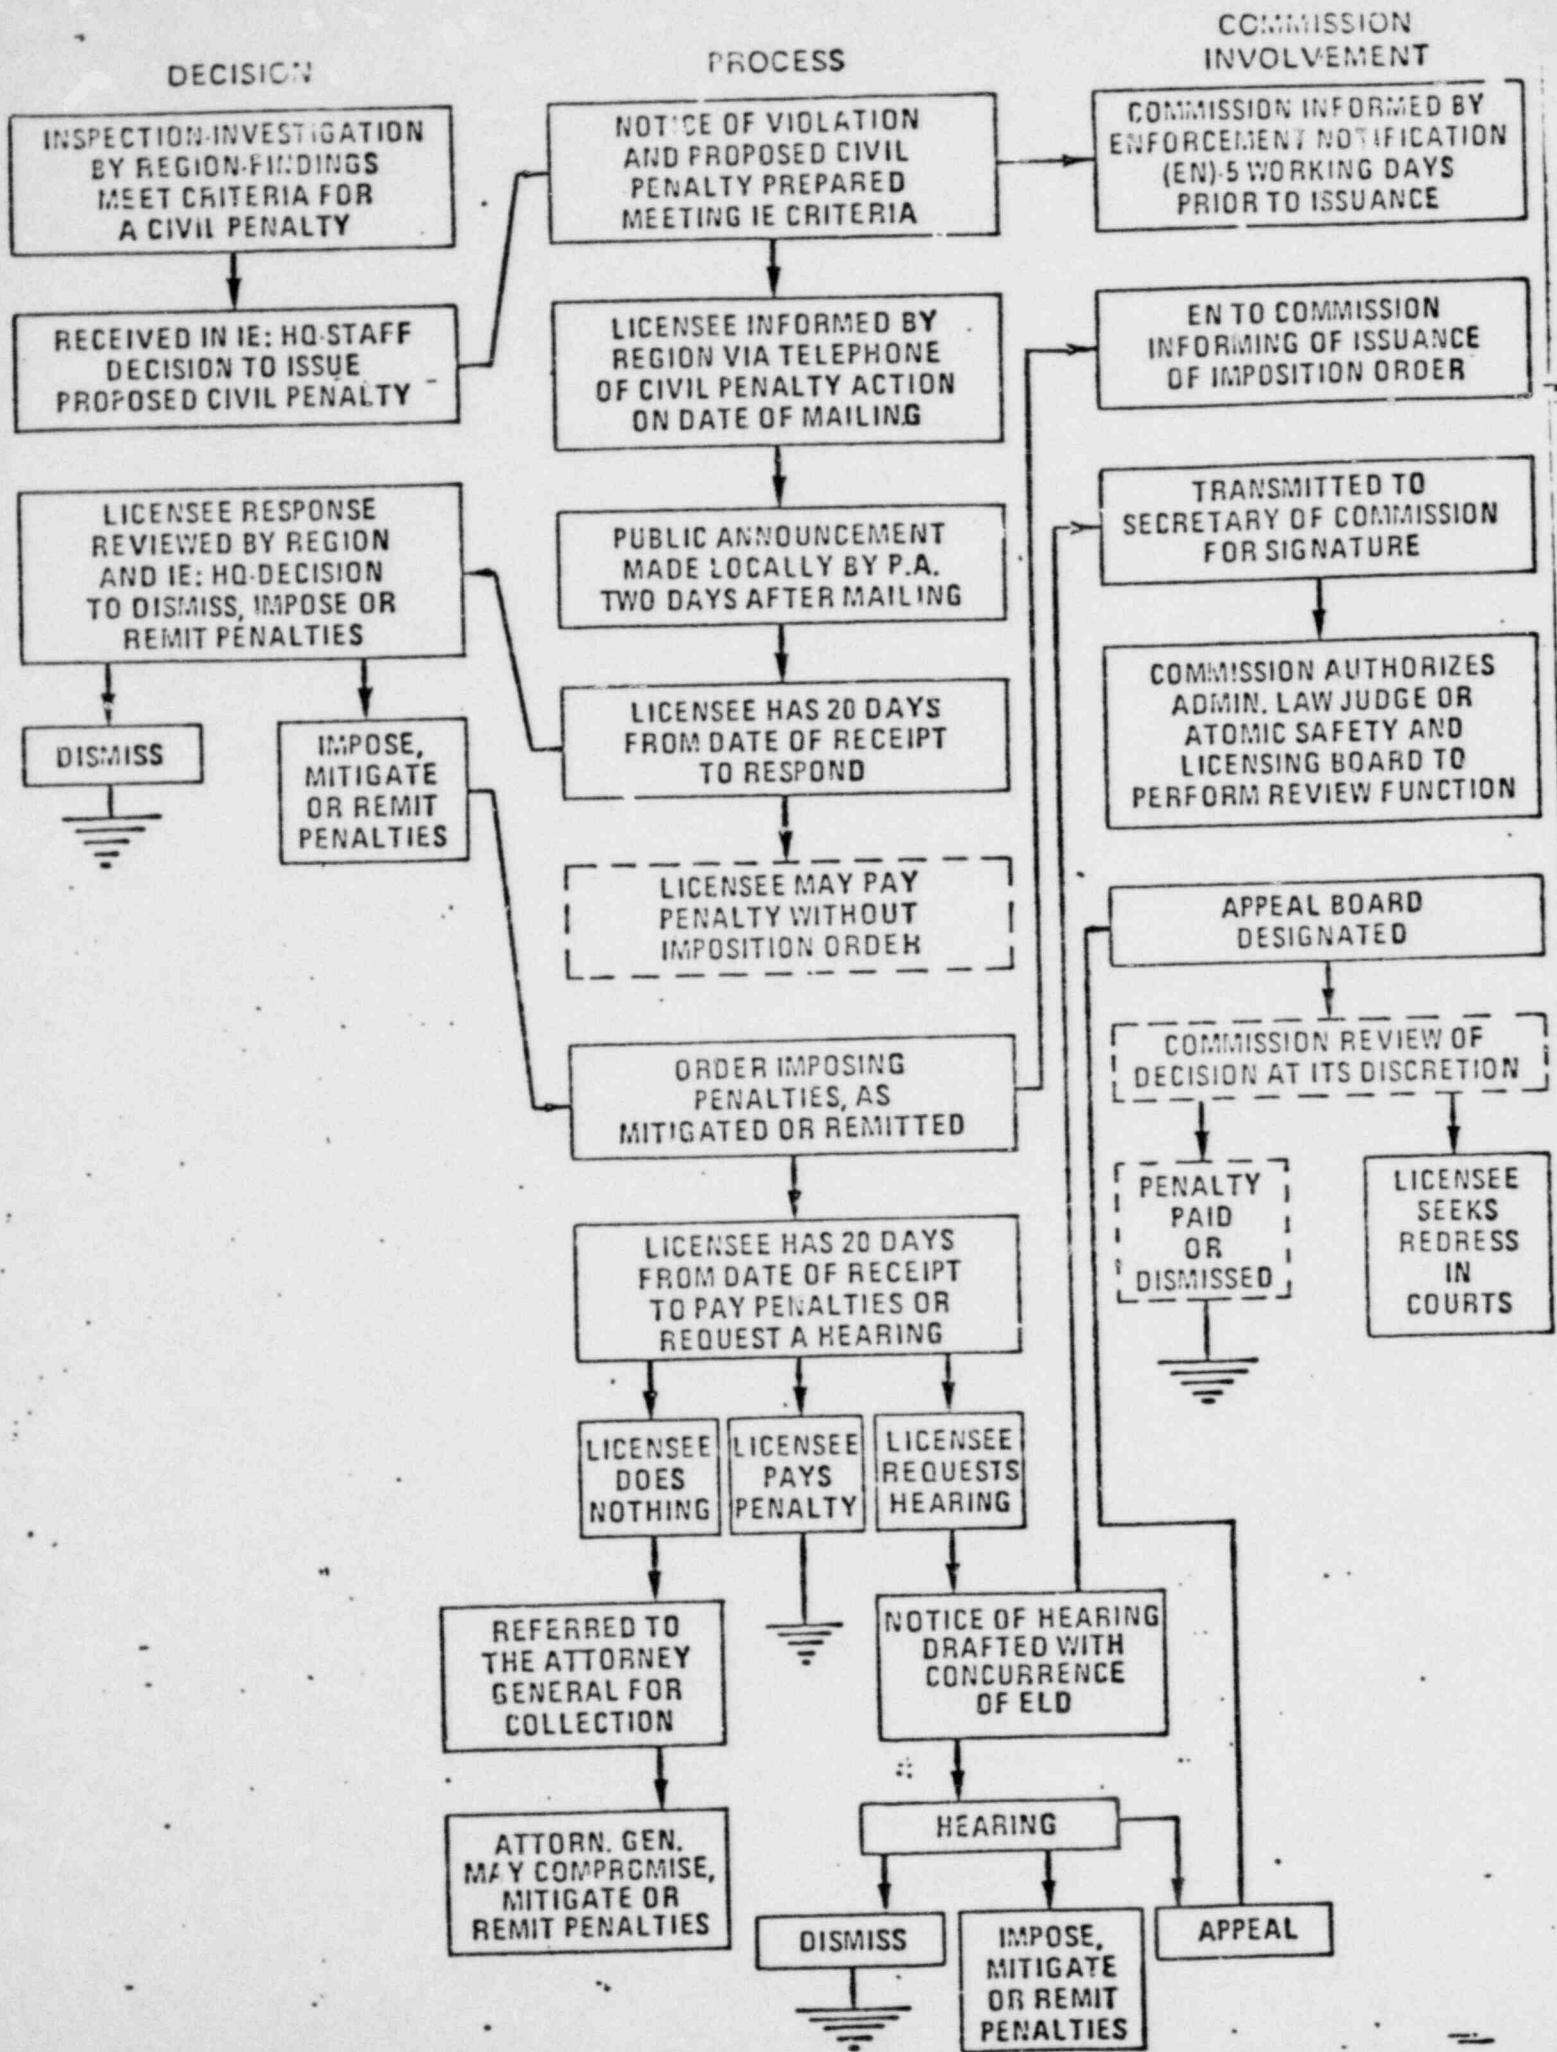 DECISION
INSPECTION-INVESTIGATION
BY REGION-FINDINGS
MEET CRITERIA FOR
A CIVIL PENALTY
RECEIVED IN IE: HQ-STAFF
DECISION TO ISSUE
PROPOSED CIVIL PENALTY
LICENSEE RESPONSE
REVIEWED BY REGION
AND IE: HQ-DECISION
TO DISMISS, IMPOSE OR
REMIT PENALTIES
DISMISS
IMPOSE,
MITIGATE
OR REMIT
PENALTIES
PROCESS
NOTICE OF VIOLATION
AND PROPOSED CIVIL
PENALTY PREPARED
MEETING IE CRITERIA
LICENSEE INFORMED BY
REGION VIA TELEPHONE
OF CIVIL PENALTY ACTION
ON DATE OF MAILING
PUBLIC ANNOUNCEMENT
MADE LOCALLY BY P.A.
TWO DAYS AFTER MAILING
LICENSEE HAS 20 DAYS
FROM DATE OF RECEIPT
TO RESPOND
LICENSEE MAY PAY
PENALTY WITHOUT
IMPOSITION ORDER
ORDER IMPOSING
PENALTIES, AS
MITIGATED OR REMITTED
LICENSEE HAS 20 DAYS
FROM DATE OF RECEIPT
TO PAY PENALTIES OR
REQUEST A HEARING
LICENSEE
DOES
NOTHING
LICENSEE
PAYS
PENALTY
LICENSEE
REQUESTS
HEARING
REFERRED TO
THE ATTORNEY
GENERAL FOR
COLLECTION
ATTORN. GEN.
MAY COMPROMISE,
MITIGATE OR
REMIT PENALTIES
NOTICE OF HEARING
DRAFTED WITH
CONCURRENCE
OF ELD
HEARING
DISMISS
IMPOSE,
MITIGATE
OR REMIT
PENALTIES
APPEAL
COMMISSION
INVOLVEMENT
COMMISSION INFORMED BY
ENFORCEMENT NOTIFICATION
(EN)-5 WORKING DAYS
PRIOR TO ISSUANCE
EN TO COMMISSION
INFORMING OF ISSUANCE
OF IMPOSITION ORDER
TRANSMITTED TO
SECRETARY OF COMMISSION
FOR SIGNATURE
COMMISSION AUTHORIZES
ADMIN. LAW JUDGE OR
ATOMIC SAFETY AND
LICENSING BOARD TO
PERFORM REVIEW FUNCTION
APPEAL BOARD
DESIGNATED
COMMISSION REVIEW OF
DECISION AT ITS DISCRETION
PENALTY
PAID
OR
DISMISSED
LICENSEE
SEEKS
REDRESS
IN
COURTS